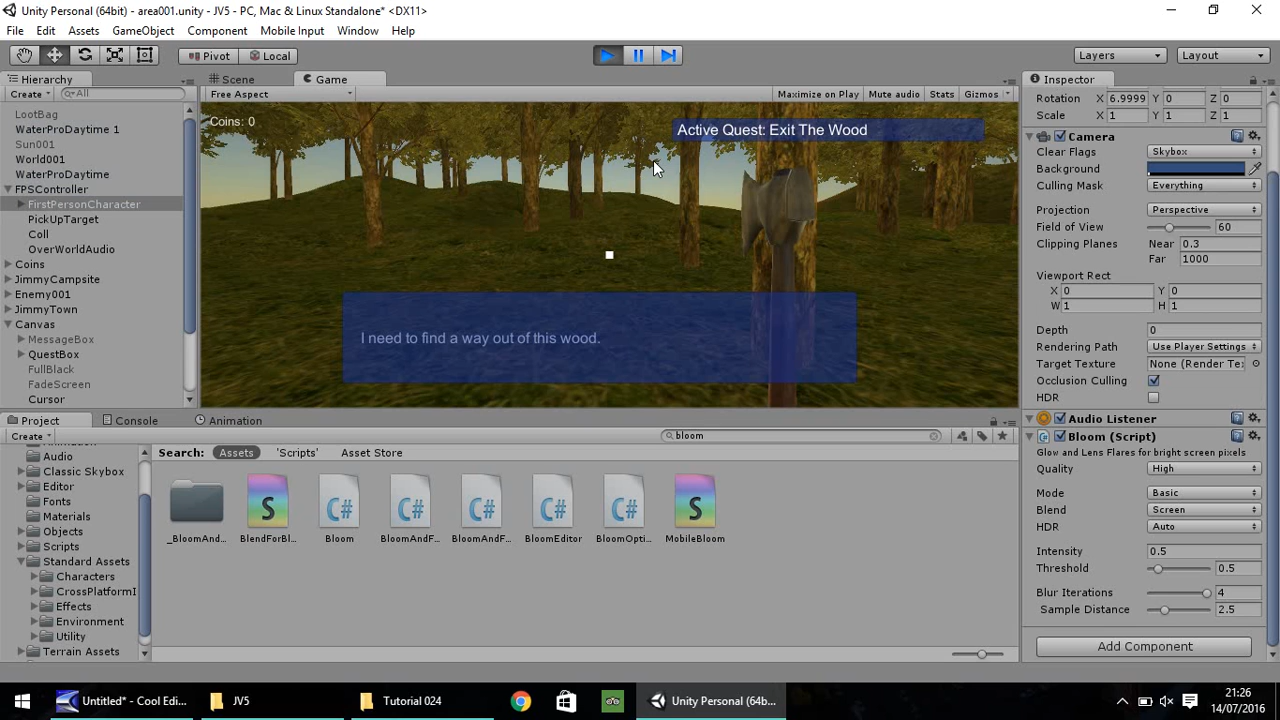 Unity Personal (64bit) - area001.unity - JV5 - PC, Mac & Linux Standalone* <DX11>
File Edit Assets GameObject Component Mobile Input Window Help
Pivot Local Layers Layout
Hierarchy
Create All
LootBag
WaterProDaytime 1
Sun001
World001
WaterProDaytime
FPSController
FirstPersonCharacter
PickUpTarget
Coll
OverWorldAudio
Coins
JimmyCampsite
Enemy001
JimmyTown
Canvas
MessageBox
QuestBox
FullBlack
FadeScreen
Cursor
Scene Game
Free Aspect Maximize on Play Mute audio Stats Gizmos
Coins: 0
Active Quest: Exit The Wood
I need to find a way out of this wood.
Inspector
Rotation X 6.9999 Y 0 Z 0
Scale X 1 Y 1 Z 1
Camera
Clear Flags Skybox
Background
Culling Mask Everything
Projection Perspective
Field of View 60
Clipping Planes Near 0.3
Far 1000
Viewport Rect
X 0 Y 0
W 1 H 1
Depth 0
Rendering Path Use Player Settings
Target Texture None (Render Te:
Occlusion Culling
HDR
Audio Listener
Bloom (Script)
Glow and Lens Flares for bright screen pixels
Quality High
Mode Basic
Blend Screen
HDR Auto
Intensity 0.5
Threshold 0.5
Blur Iterations 4
Sample Distance 2.5
Add Component
Project Console Animation
Create bloom
Audio
Classic Skybox
Editor
Fonts
Materials
Objects
Scripts
Standard Assets
Characters
CrossPlatformI
Effects
Environment
Utility
Terrain Assets
Search: Assets 'Scripts' Asset Store
S C# C# C# C# C# S
_BloomAnd... BlendForBl... Bloom BloomAndF... BloomAndF... BloomEditor BloomOpti... MobileBloom
Untitled* - Cool Edi... JV5 Tutorial 024 Unity Personal (64b... 21:26
14/07/2016